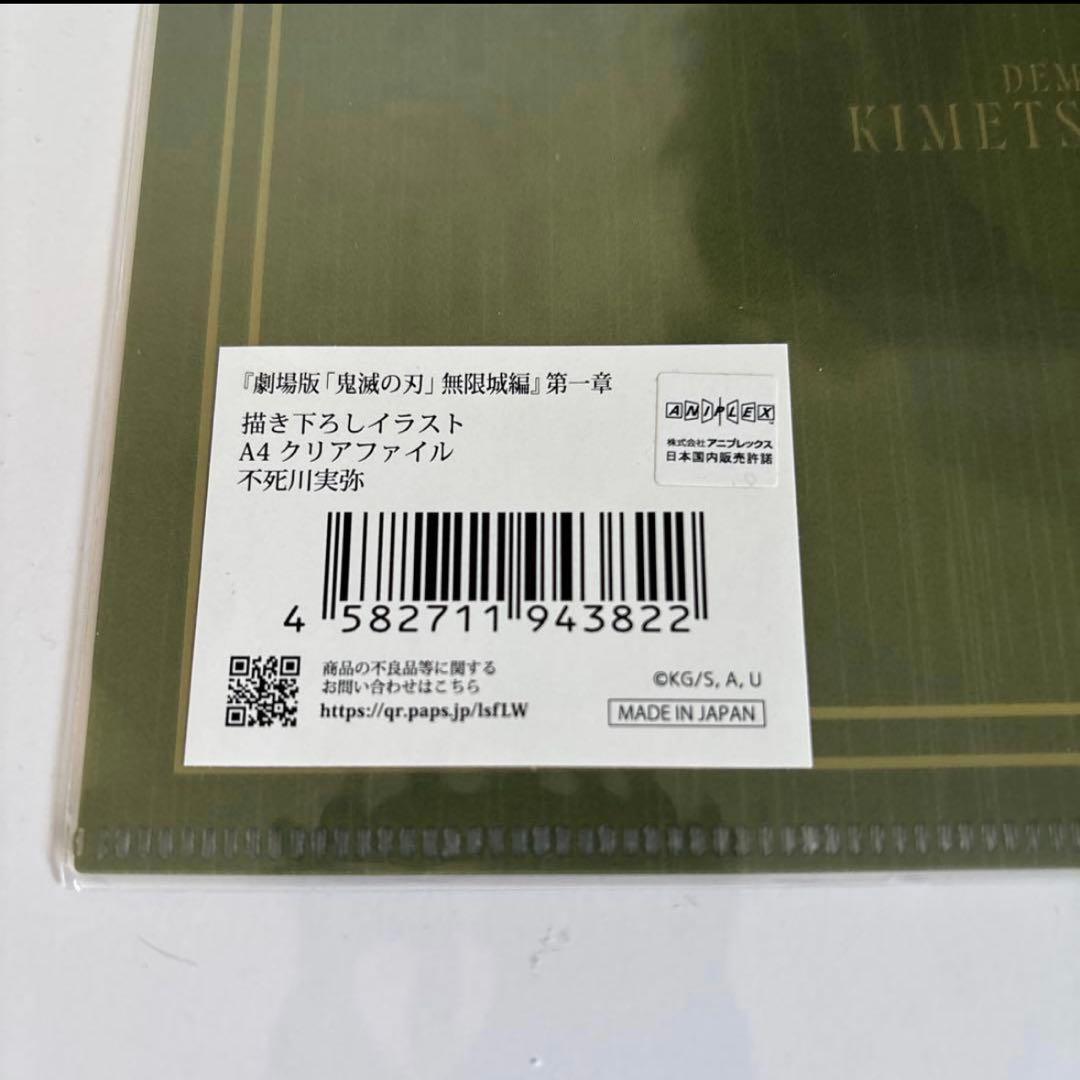 DEM
KIMETS
『劇場版「鬼滅の刃」無限城編』第一章
描き下ろしイラスト
A4 クリアファイル
不死川実弥
ANIPLEX
株式会社アニプレックス
日本国内販売許諾
4 582711 943822
商品の不良品等に関する
お問い合わせはこちら
https://qr.paps.jp/lsfLW
©KG/S, A, U
MADE IN JAPAN